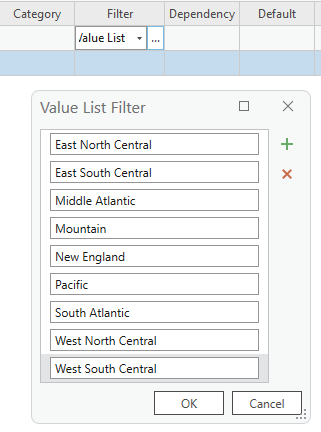 Category Filter Dependency Default
/alue List ...
Value List Filter
East North Central
East South Central
Middle Atlantic
Mountain
New England
Pacific
South Atlantic
West North Central
West South Central
OK Cancel